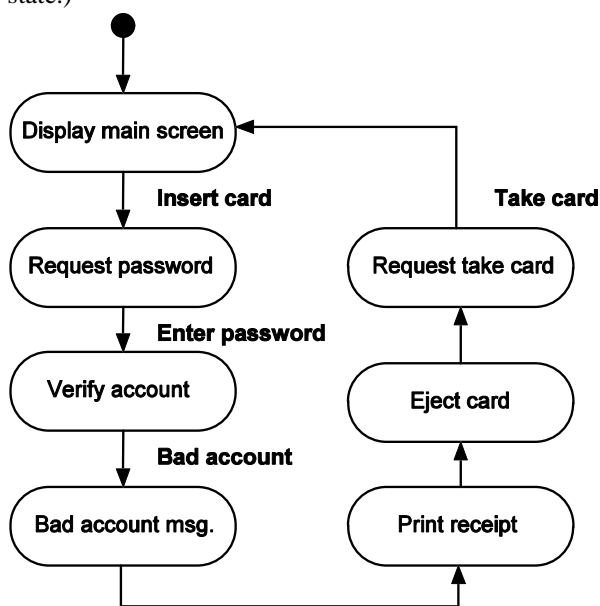 state.)
Display main screen
Insert card
Take card
Request password
Request take card
Enter password
Verify account
Eject card
Bad account
Bad account msg.
Print receipt